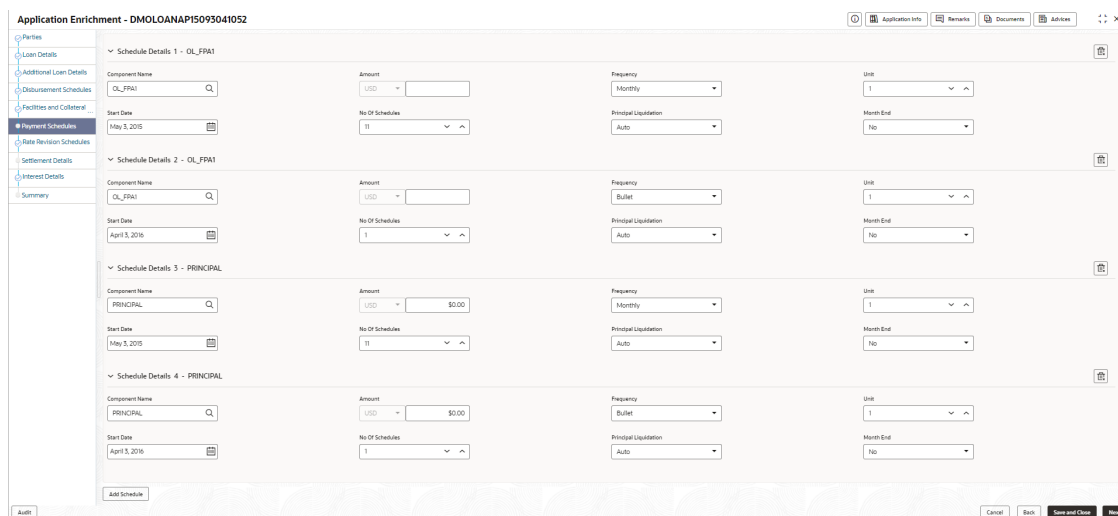 Application Enrichment - DMOLOANAP15093041052
Application Info Remarks Documents Advices
Parties
Loan Details
Additional Loan Details
Disbursement Schedules
Facilities and Collateral ...
Payment Schedules
Rate Revision Schedules
Settlement Details
Interest Details
Summary
Schedule Details 1 - OL_FPA1
Component Name Amount Frequency Unit
OL_FPA1 USD Monthly 1
Start Date No Of Schedules Principal Liquidation Month End
May 3, 2015 11 Auto No
Schedule Details 2 - OL_FPA1
Component Name Amount Frequency Unit
OL_FPA1 USD Bullet 1
Start Date No Of Schedules Principal Liquidation Month End
April 3, 2016 1 Auto No
Schedule Details 3 - PRINCIPAL
Component Name Amount Frequency Unit
PRINCIPAL USD $0.00 Monthly 1
Start Date No Of Schedules Principal Liquidation Month End
May 3, 2015 11 Auto No
Schedule Details 4 - PRINCIPAL
Component Name Amount Frequency Unit
PRINCIPAL USD $0.00 Bullet 1
Start Date No Of Schedules Principal Liquidation Month End
April 3, 2016 1 Auto No
Add Schedule
Audit Cancel Back Save and Close